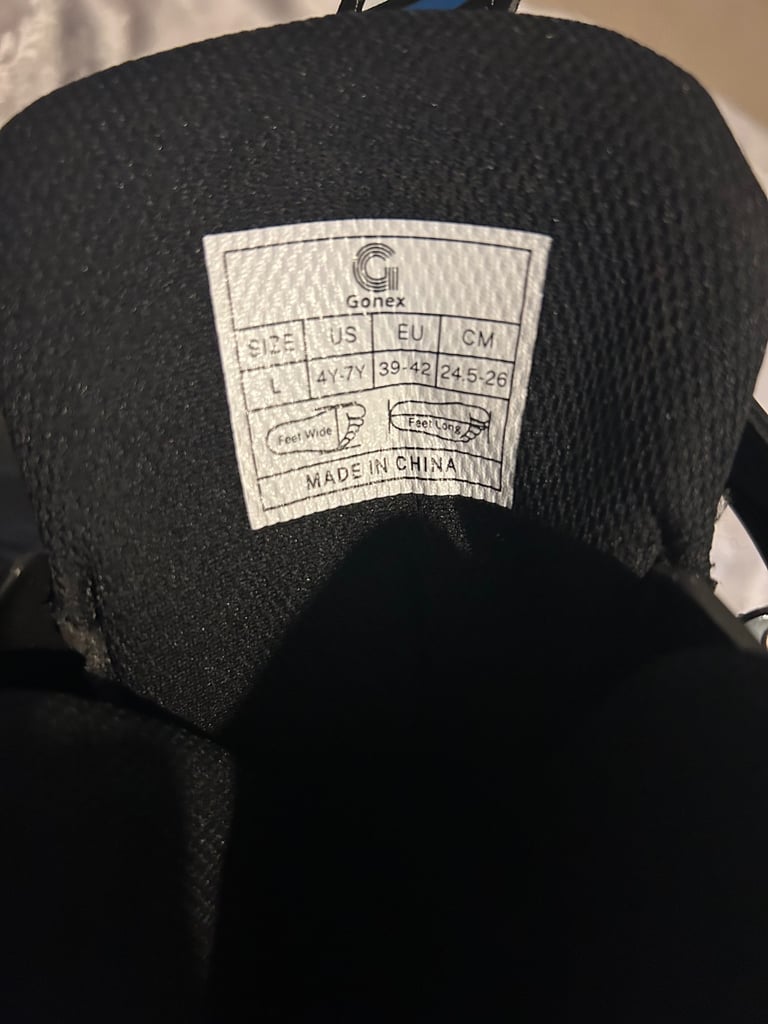 Gonex
SIZE US EU CM
L 4Y-7Y 39-42 24.5-26
Feet Wide Feet Long
MADE IN CHINA